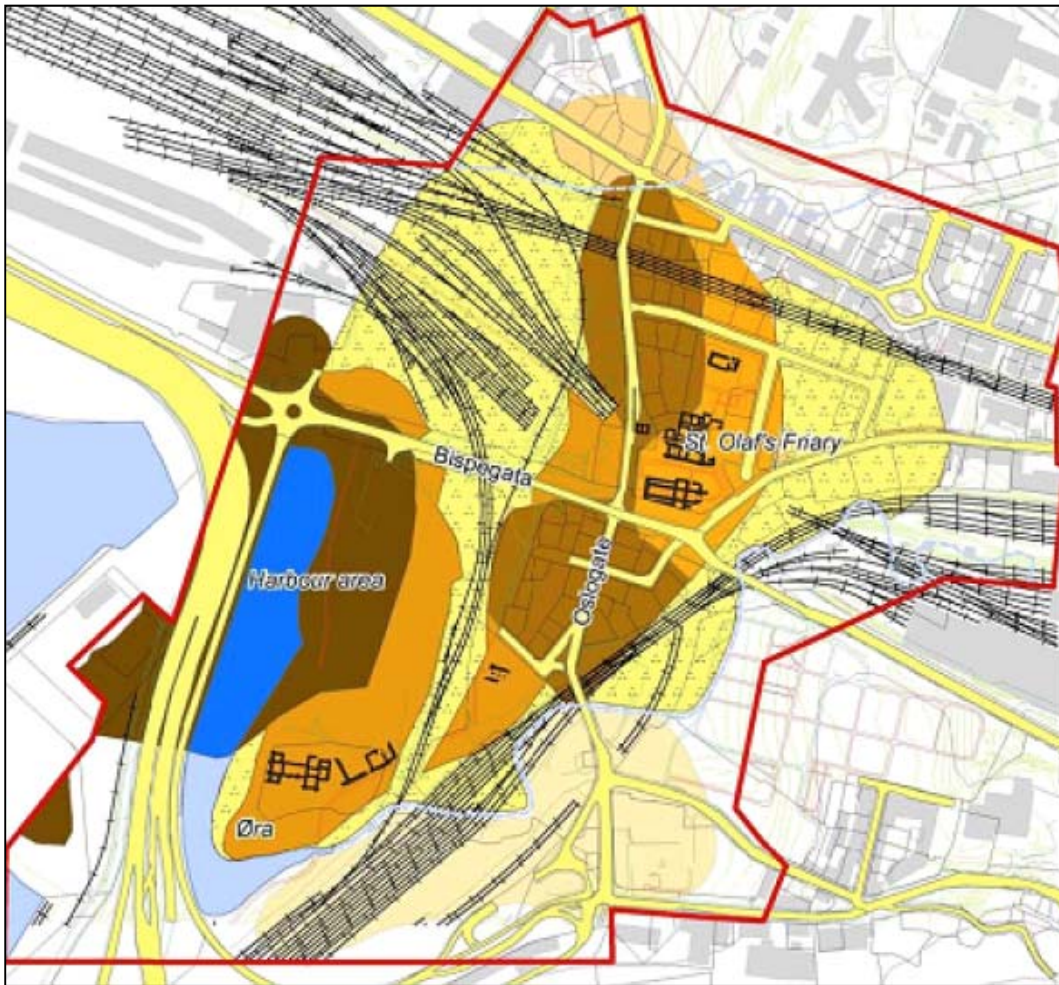 St. Olaf's Friary
Bispegata
Oslogate
Harbour area
Øra